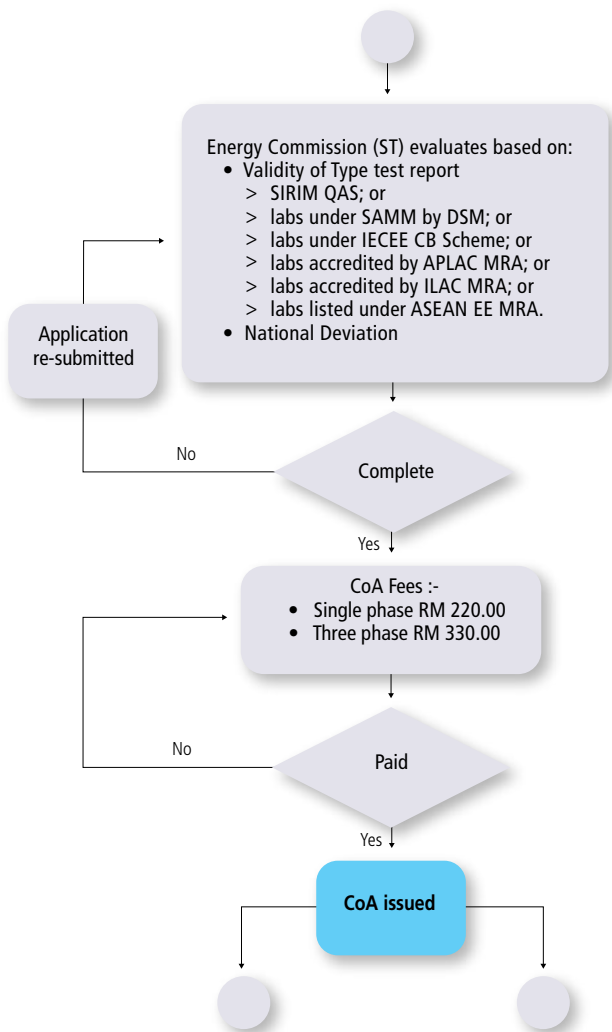 Energy Commission (ST) evaluates based on:
• Validity of Type test report
> SIRIM QAS; or
> labs under SAMM by DSM; or
> labs under IECEE CB Scheme; or
> labs accredited by APLAC MRA; or
> labs accredited by ILAC MRA; or
> labs listed under ASEAN EE MRA.
• National Deviation
Application
re-submitted
No
Complete
Yes
CoA Fees :-
• Single phase RM 220.00
• Three phase RM 330.00
No
Paid
Yes
CoA issued